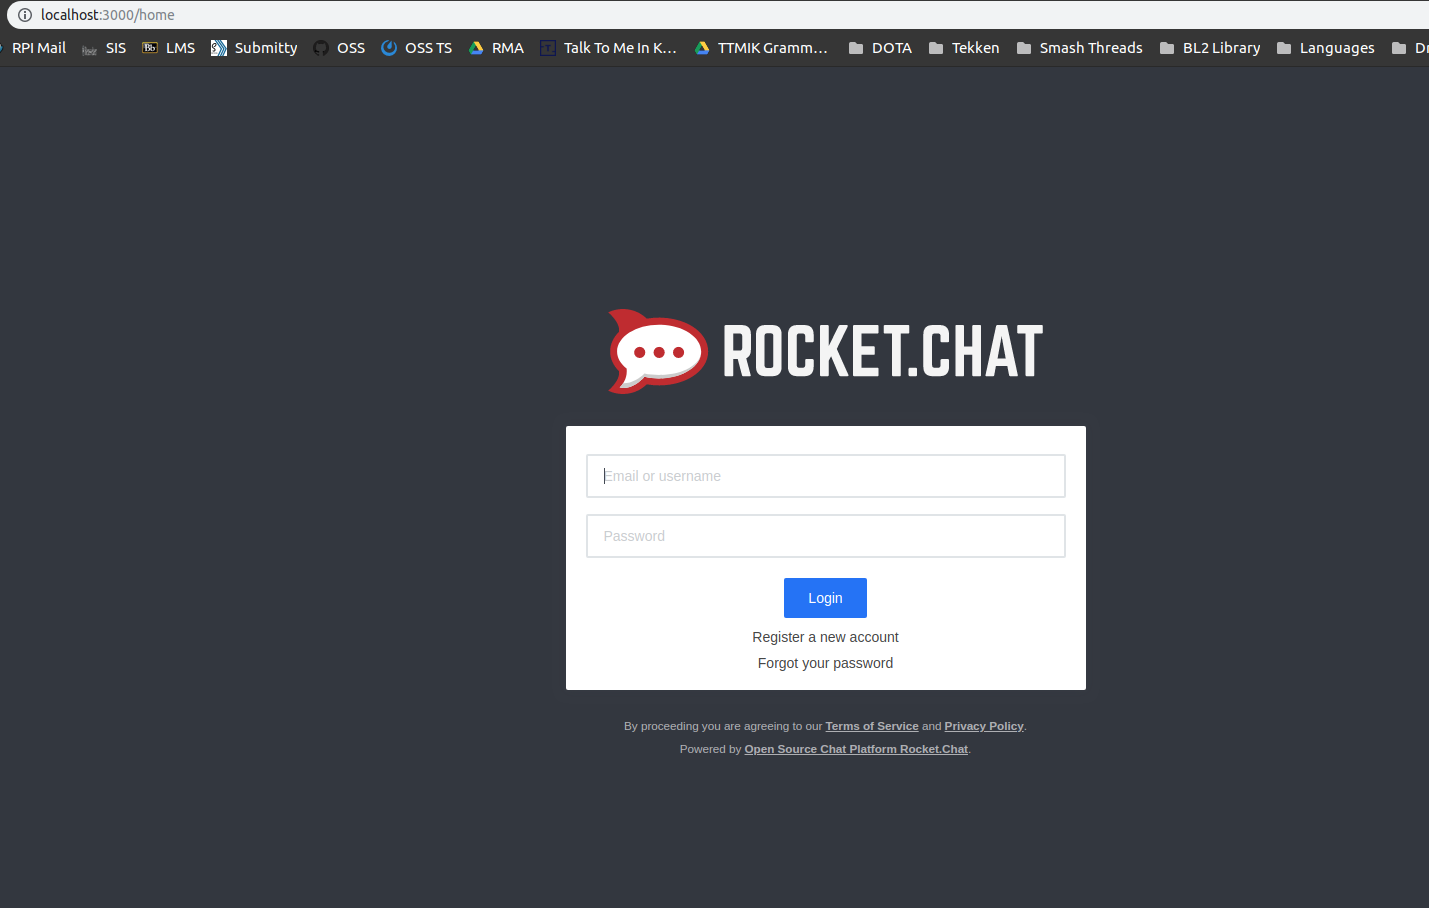 localhost:3000/home
RPI Mail SIS LMS Submitty OSS OSS TS RMA Talk To Me In K... TTMIK Gramm... DOTA Tekken Smash Threads BL2 Library Languages
ROCKET.CHAT
Email or username
Password
Login
Register a new account
Forgot your password
By proceeding you are agreeing to our Terms of Service and Privacy Policy.
Powered by Open Source Chat Platform Rocket.Chat.